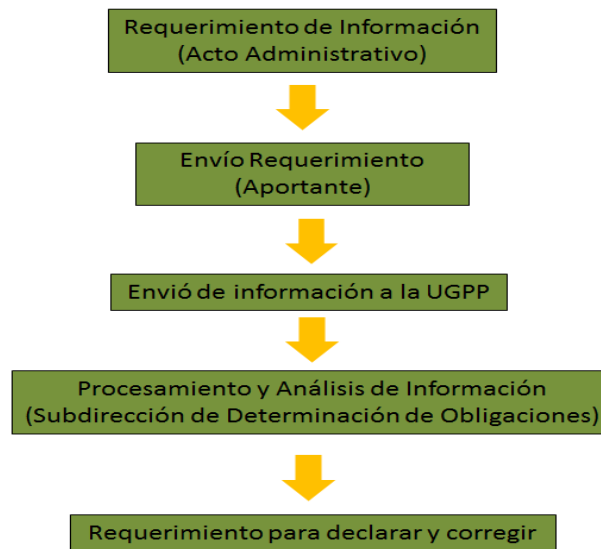 Requerimiento de Información
(Acto Administrativo)
Envío Requerimiento
(Aportante)
Envió de información a la UGPP
Procesamiento y Análisis de Información
(Subdirección de Determinación de Obligaciones)
Requerimiento para declarar y corregir